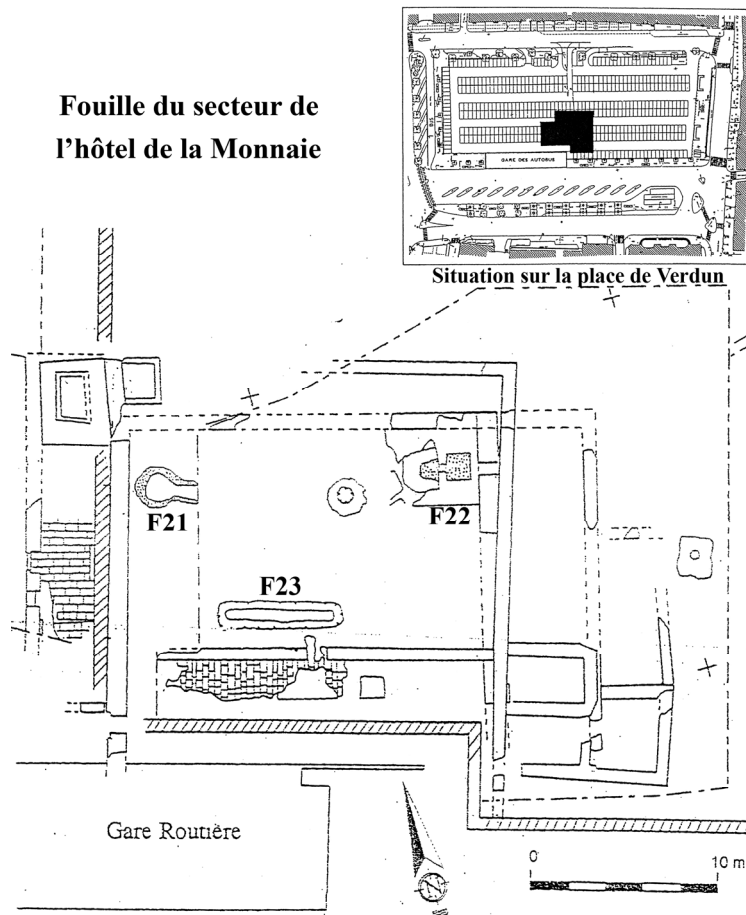 Fouille du secteur de
l'hôtel de la Monnaie
GARE DES AUTOBUS
Situation sur la place de Verdun
F21
F22
F23
Gare Routière
N
0 10 m